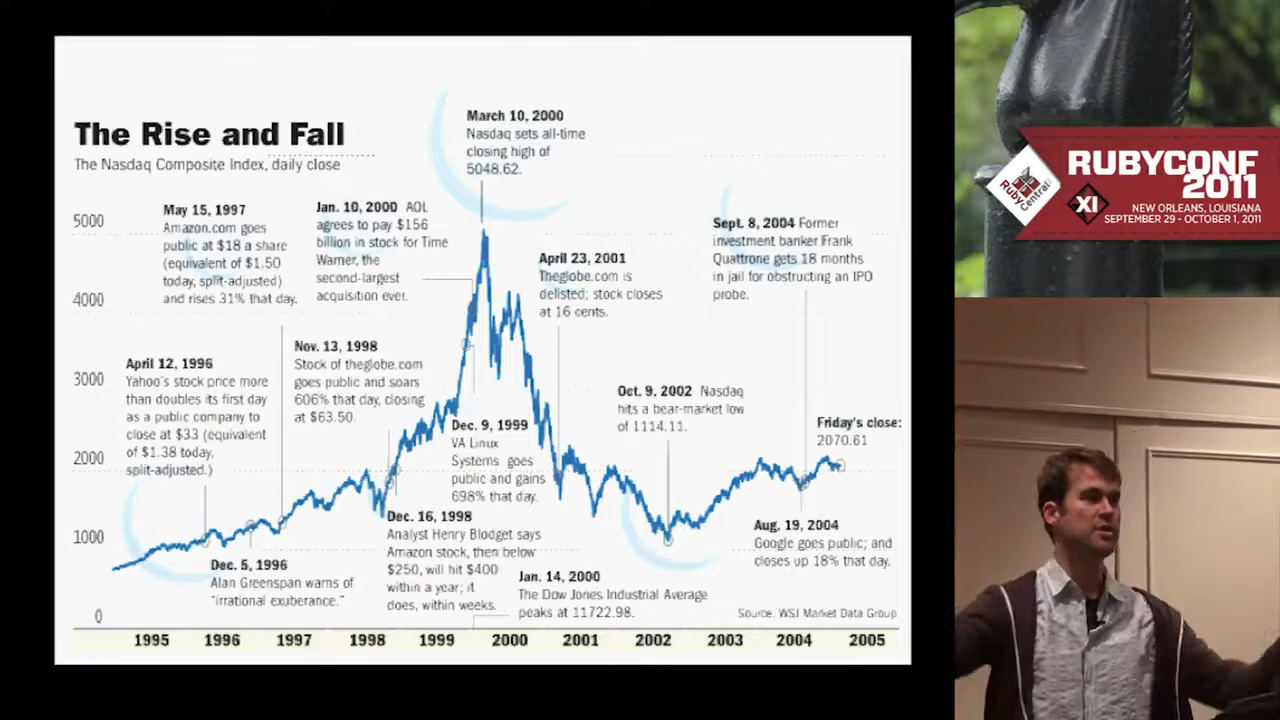 The Rise and Fall
The Nasdaq Composite Index, daily close
March 10, 2000
Nasdaq sets all-time
closing high of
5048.62.
May 15, 1997
Amazon.com goes
public at $18 a share
(equivalent of $1.50
today, split-adjusted)
and rises 31% that day.
Jan. 10, 2000 AOL
agrees to pay $156
billion in stock for Time
Warner, the
second-largest
acquisition ever.
April 23, 2001
Theglobe.com is
delisted; stock closes
at 16 cents.
Sept. 8, 2004 Former
investment banker Frank
Quattrone gets 18 months
in jail for obstructing an IPO
probe.
April 12, 1996
Yahoo's stock price more
than doubles its first day
as a public company to
close at $33 (equivalent
of $1.38 today,
split-adjusted.)
Nov. 13, 1998
Stock of theglobe.com
goes public and soars
606% that day, closing
at $63.50.
Dec. 9, 1999
VA Linux
Systems goes
public and gains
698% that day.
Oct. 9, 2002 Nasdaq
hits a bear-market low
of 1114.11.
Friday's close:
2070.61
Dec. 5, 1996
Alan Greenspan warns of
"irrational exuberance."
Dec. 16, 1998
Analyst Henry Blodget says
Amazon stock, then below
$250, will hit $400
within a year; it
does, within weeks.
Jan. 14, 2000
The Dow Jones Industrial Average
peaks at 11722.98.
Aug. 19, 2004
Google goes public; and
closes up 18% that day.
Source: WSJ Market Data Group
5000
4000
3000
2000
1000
0
1995 1996 1997 1998 1999 2000 2001 2002 2003 2004 2005
RubyCentral
RUBYCONF
2011
XI
NEW ORLEANS, LOUISIANA
SEPTEMBER 29 - OCTOBER 1, 2011